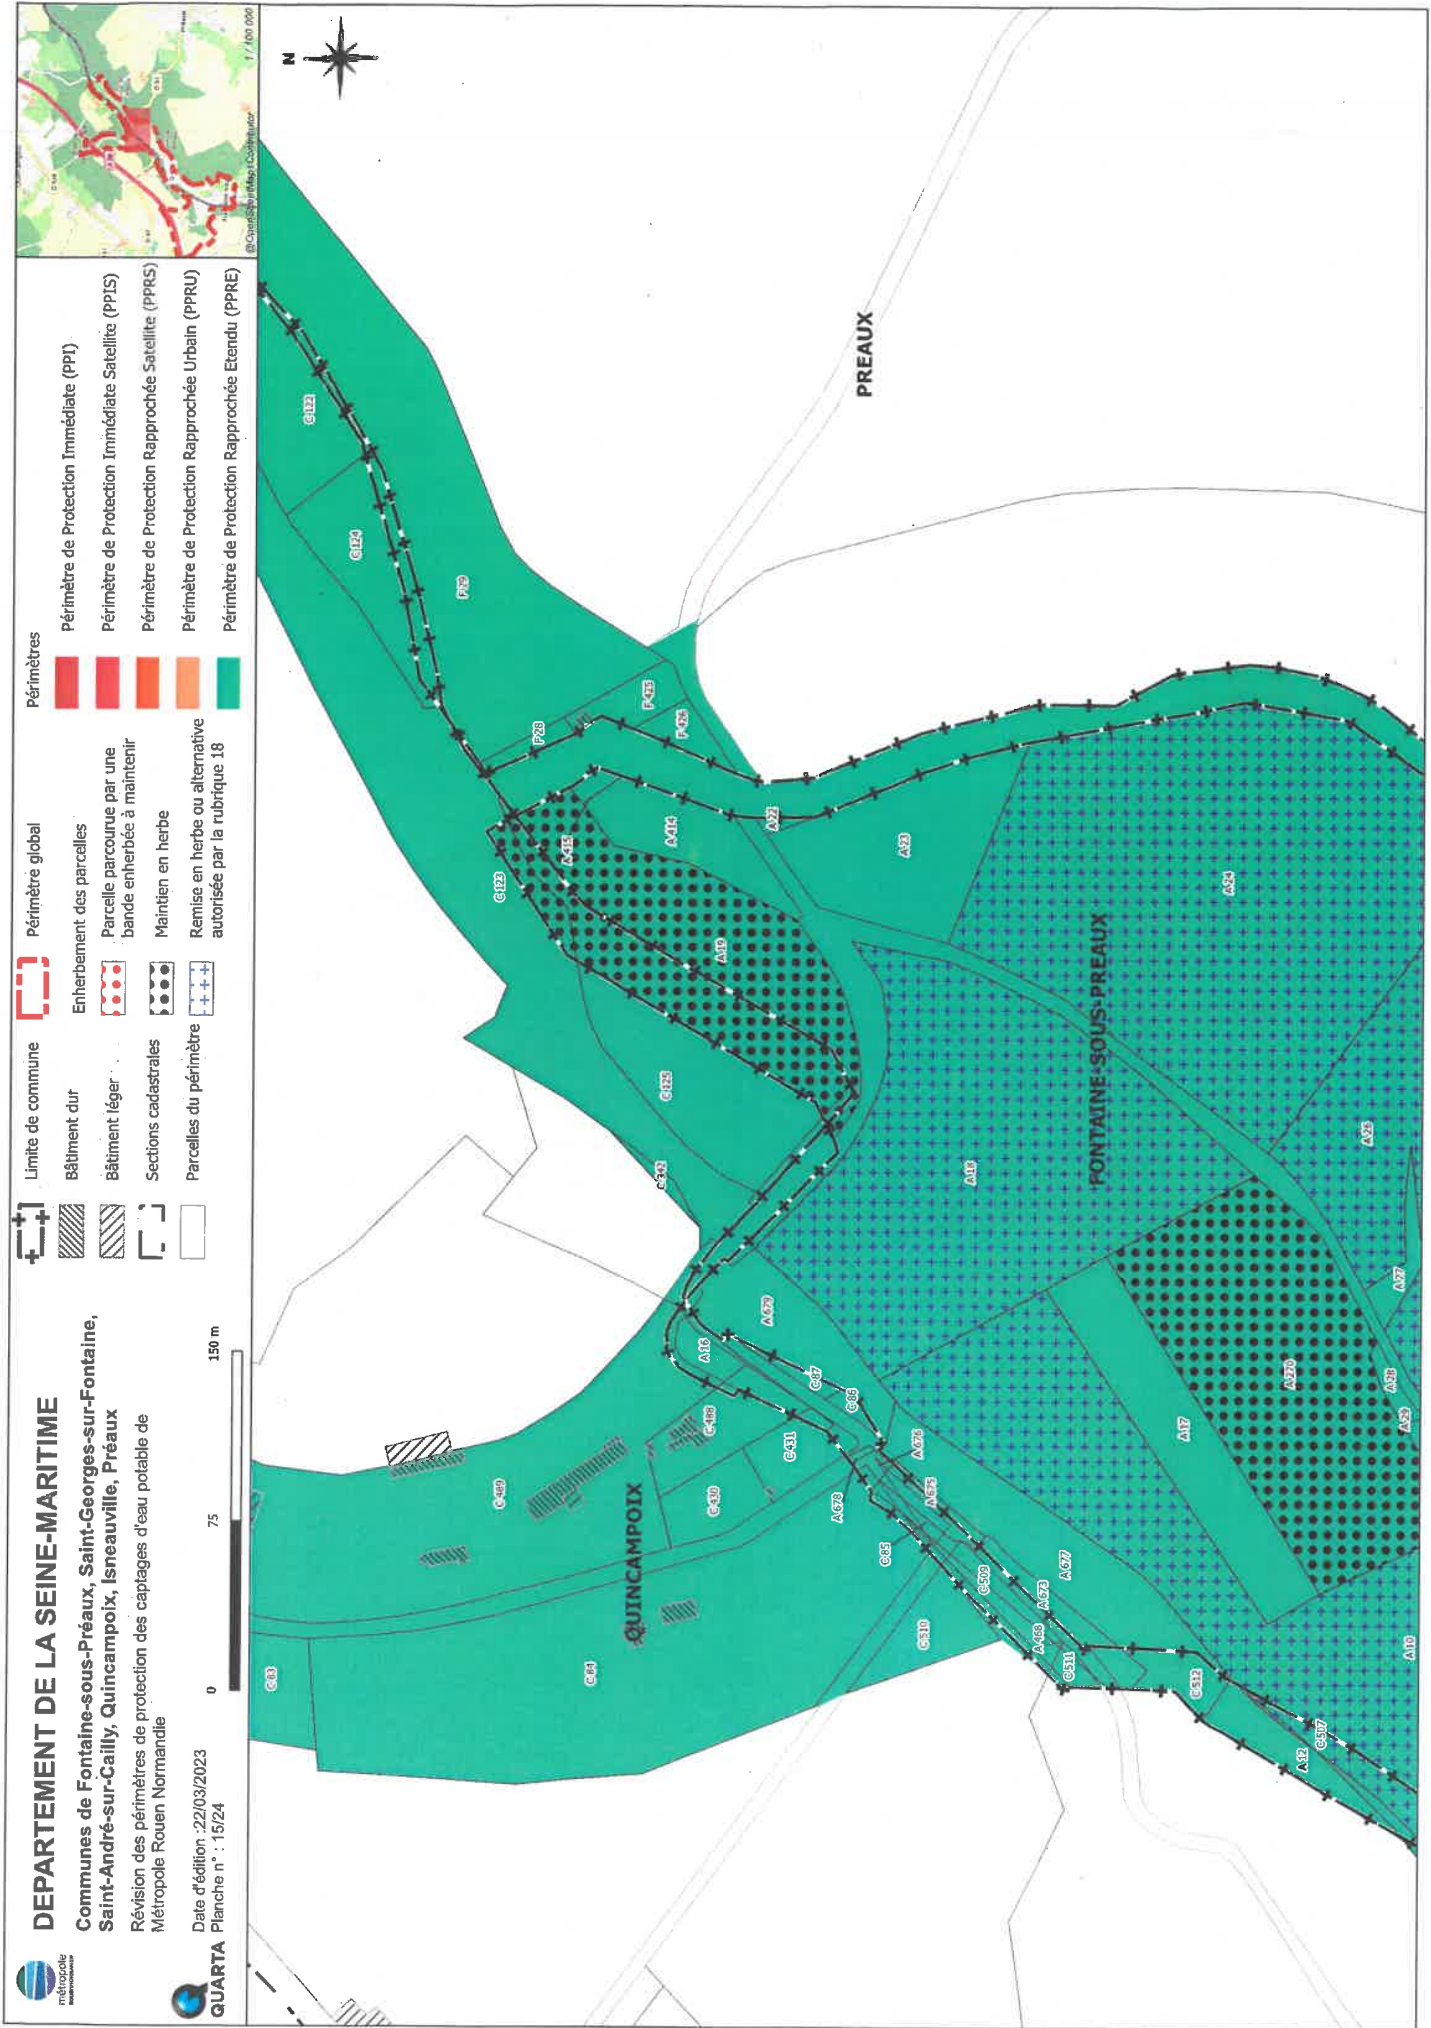 DEPARTEMENT DE LA SEINE-MARITIME
Communes de Fontaine-sous-Préaux, Saint-Georges-sur-Fontaine,
Saint-André-sur-Cailly, Quincampoix, Isneauville, Préaux
Révision des périmètres de protection des captages d'eau potable de
Métropole Rouen Normandie
Date d'édition :22/03/2023
Planche n° : 15/24
métropole
QUARTA
0
75
150 m
Limite de commune
Bâtiment dur
Bâtiment léger
Sections cadastrales
Parcelles du périmètre
Périmètre global
Enherbement des parcelles
Parcelle parcourue par une
bande enherbée à maintenir
Maintien en herbe
Remise en herbe ou alternative
autorisée par la rubrique 18
Périmètres
Périmètre de Protection Immédiate (PPI)
Périmètre de Protection Immédiate Satellite (PPIS)
Périmètre de Protection Rapprochée Satellite (PPRS)
Périmètre de Protection Rapprochée Urbain (PPRU)
Périmètre de Protection Rapprochée Etendu (PPRE)
1 / 100 000
@OpenStreetMap Contributor
N
PREAUX
QUINCAMPOIX
FONTAINE-SOUS-PREAUX
C 122
C 124
F 29
F 28
F 425
F 426
A 22
A 414
A 415
C 123
A 19
A 23
A 24
C 125
C 342
A 18
A 26
A 27
A 28
A 29
A 270
A 17
A 10
A 16
A 679
C 87
C 86
C 488
C 431
C 430
C 489
A 678
A 676
A 675
C 85
C 509
A 677
A 673
A 468
C 511
C 510
C 512
C 507
A 12
C 83
C 84